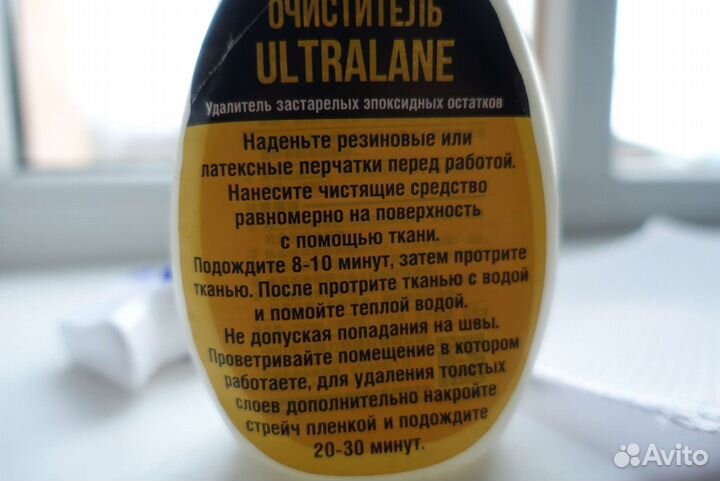 ОЧИСТИТЕЛЬ
ULTRALANE
Удалитель застарелых эпоксидных остатков
Наденьте резиновые или
латексные перчатки перед работой.
Нанесите чистящие средство
равномерно на поверхность
с помощью ткани.
Подождите 8-10 минут, затем протрите
тканью. После протрите тканью с водой
и помойте теплой водой.
Не допуская попадания на швы.
Проветривайте помещение в котором
работаете, для удаления толстых
слоев дополнительно накройте
стрейч пленкой и подождите
20-30 минут.
Avito